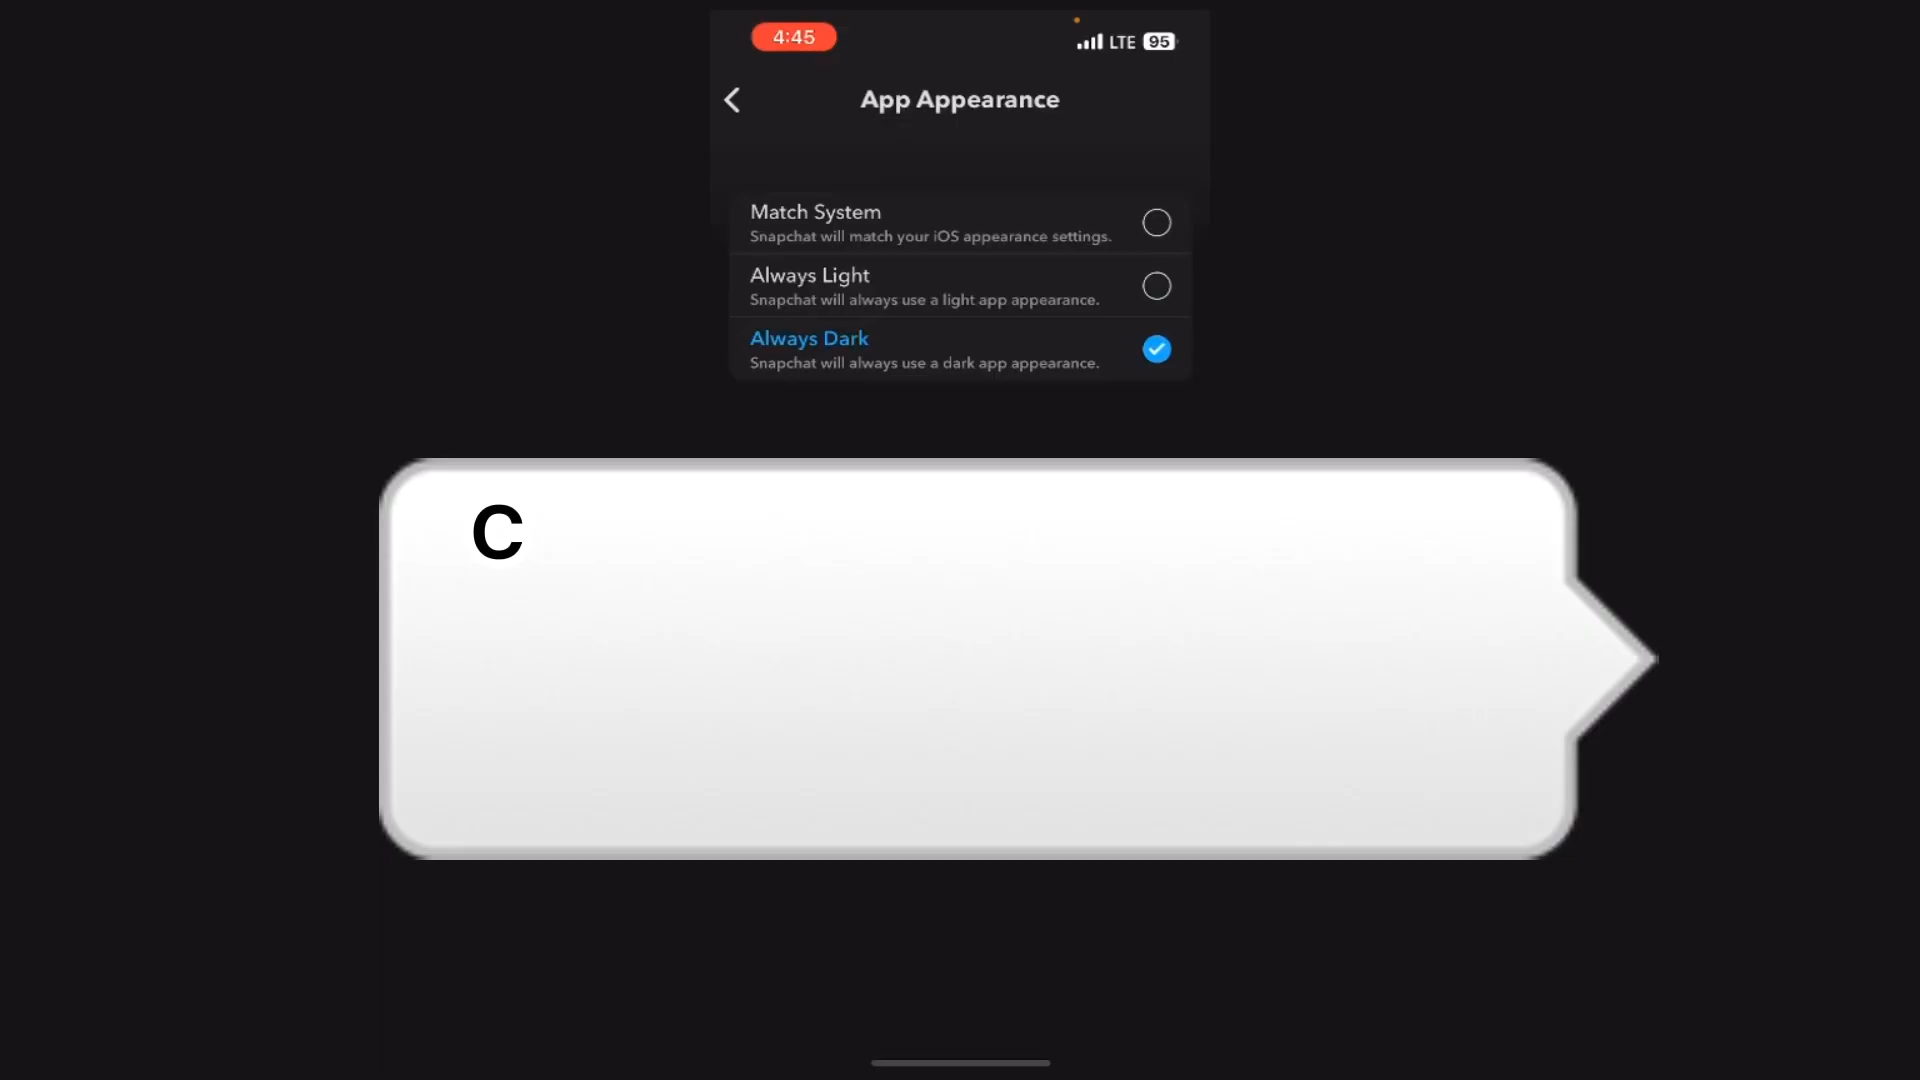 4:45
LTE 95
App Appearance
Match System
Snapchat will match your iOS appearance settings.
Always Light
Snapchat will always use a light app appearance.
Always Dark
Snapchat will always use a dark app appearance.
C